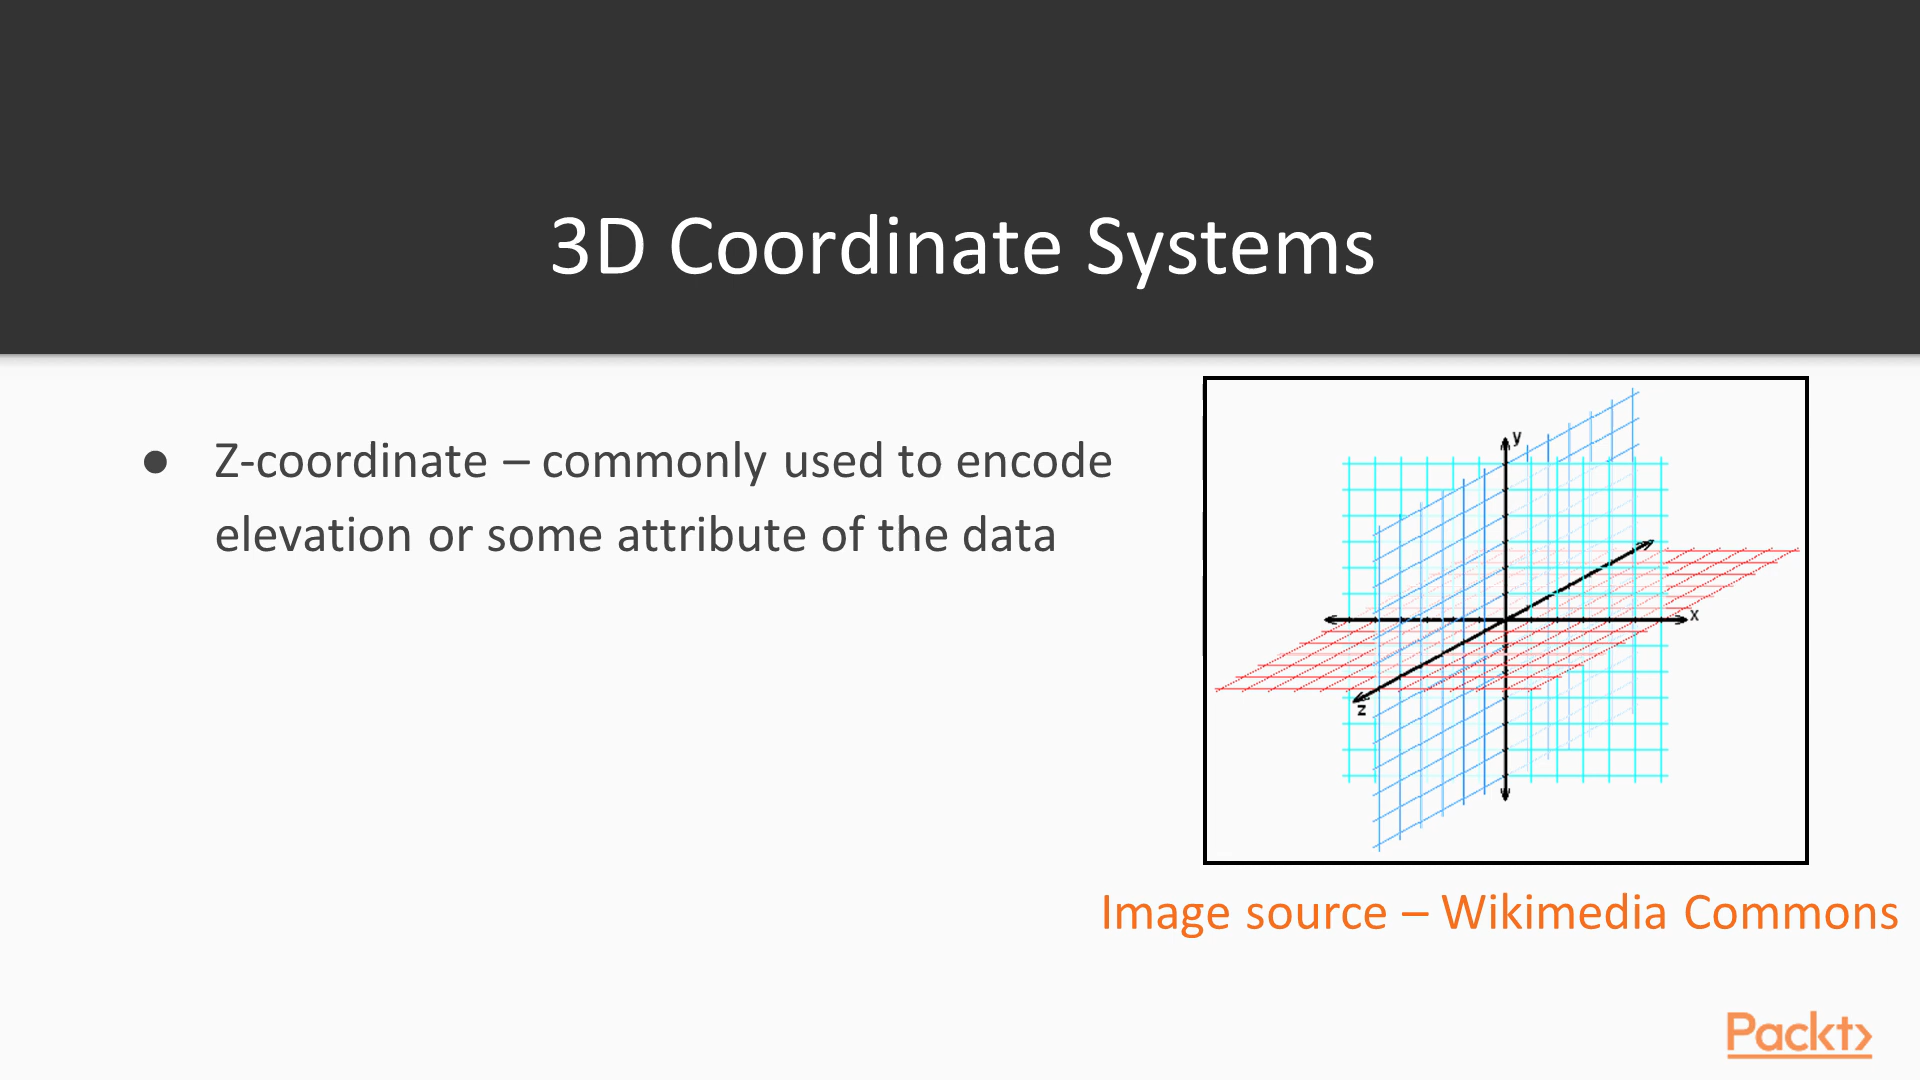 3D Coordinate Systems
● Z-coordinate – commonly used to encode
elevation or some attribute of the data
y
x
z
Image source – Wikimedia Commons
Packt>